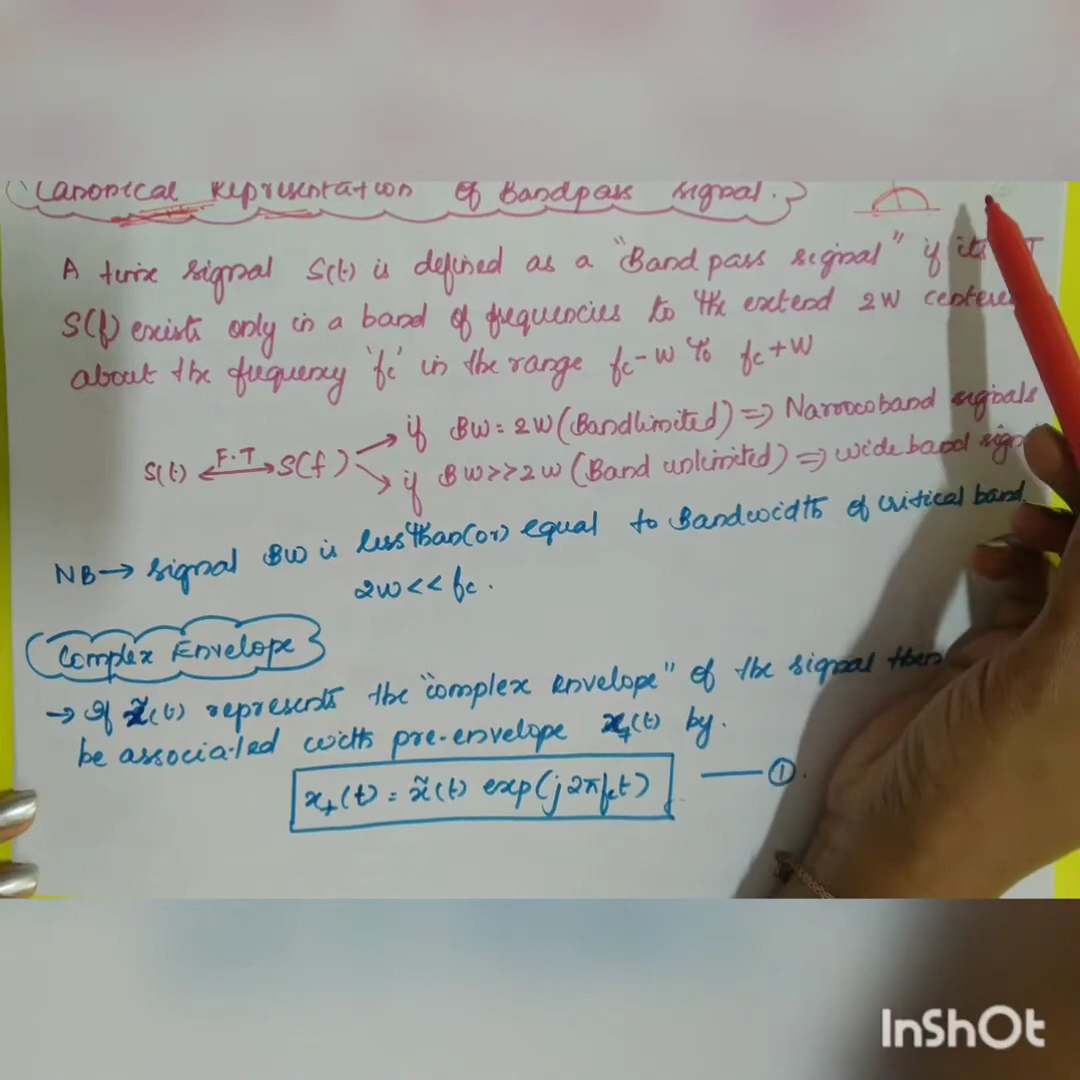 Canonical Representation of Bandpass signal.
A time signal S(t) is defined as a "Band pass signal" if its T
S(f) exists only in a band of frequencies to the extend 2W centere
about the frequency 'fc' in the range fc-W to fc+W
if BW = 2W (Bandlimited) => Narrowband signals
S(t) <-F.T-> S(f)
if BW >> 2W (Band unlimited) => wide band sign
NB → signal BW is less than (or) equal to Bandwidth of critical band
2W << fc.
Complex Envelope
→ If x̃(t) represents the "complex envelope" of the signal then
be associated with pre-envelope x₊(t) by.
x₊(t) = x̃(t) exp(j2πfct) — ①.
InShOt